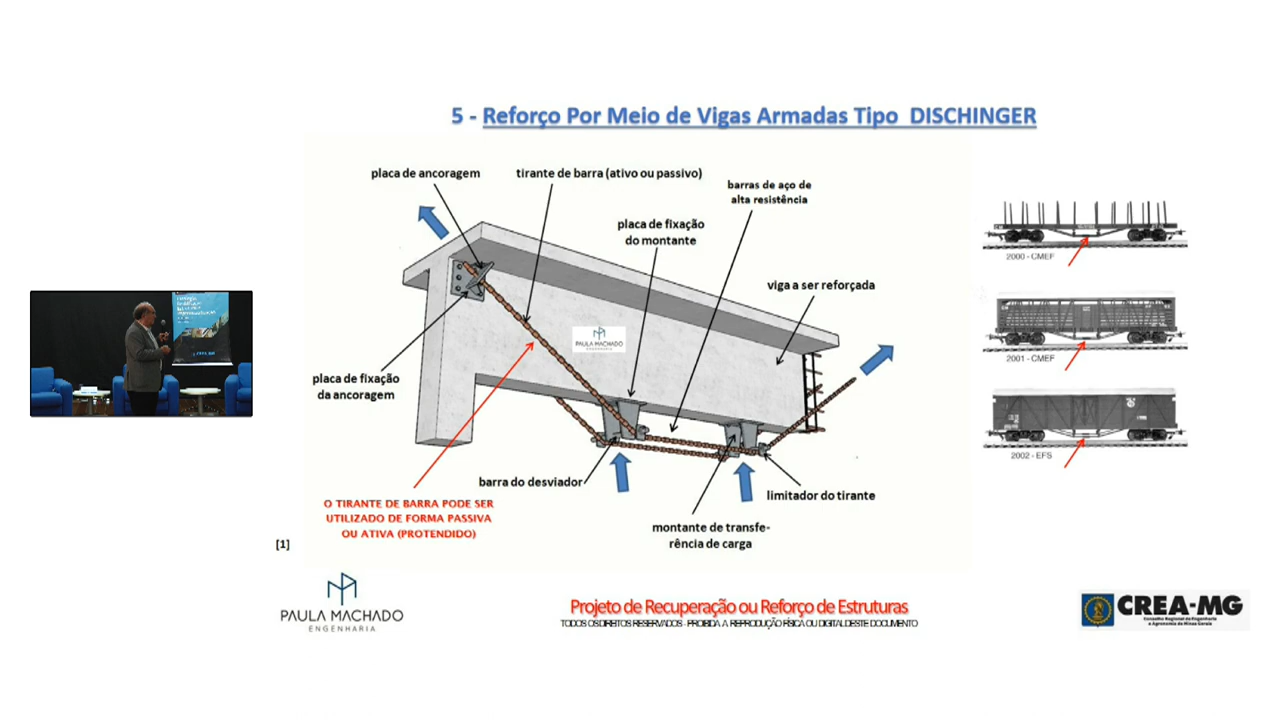 5 - Reforço Por Meio de Vigas Armadas Tipo DISCHINGER
placa de ancoragem
tirante de barra (ativo ou passivo)
barras de aço de
alta resistência
placa de fixação
do montante
viga a ser reforçada
PAULA MACHADO
ENGENHARIA
placa de fixação
da ancoragem
barra do desviador
limitador do tirante
montante de transfe-
rência de carga
O TIRANTE DE BARRA PODE SER
UTILIZADO DE FORMA PASSIVA
OU ATIVA (PROTENDIDO)
[1]
2000 - CMEF
2001 - CMEF
2002 - EFS
PAULA MACHADO
ENGENHARIA
Projeto de Recuperação ou Reforço de Estruturas
TODOS OS DIREITOS RESERVADOS - PROIBIDA A REPRODUÇÃO FÍSICA OU DIGITAL DESTE DOCUMENTO
CREA-MG
Conselho Regional de Engenharia
e Agronomia de Minas Gerais